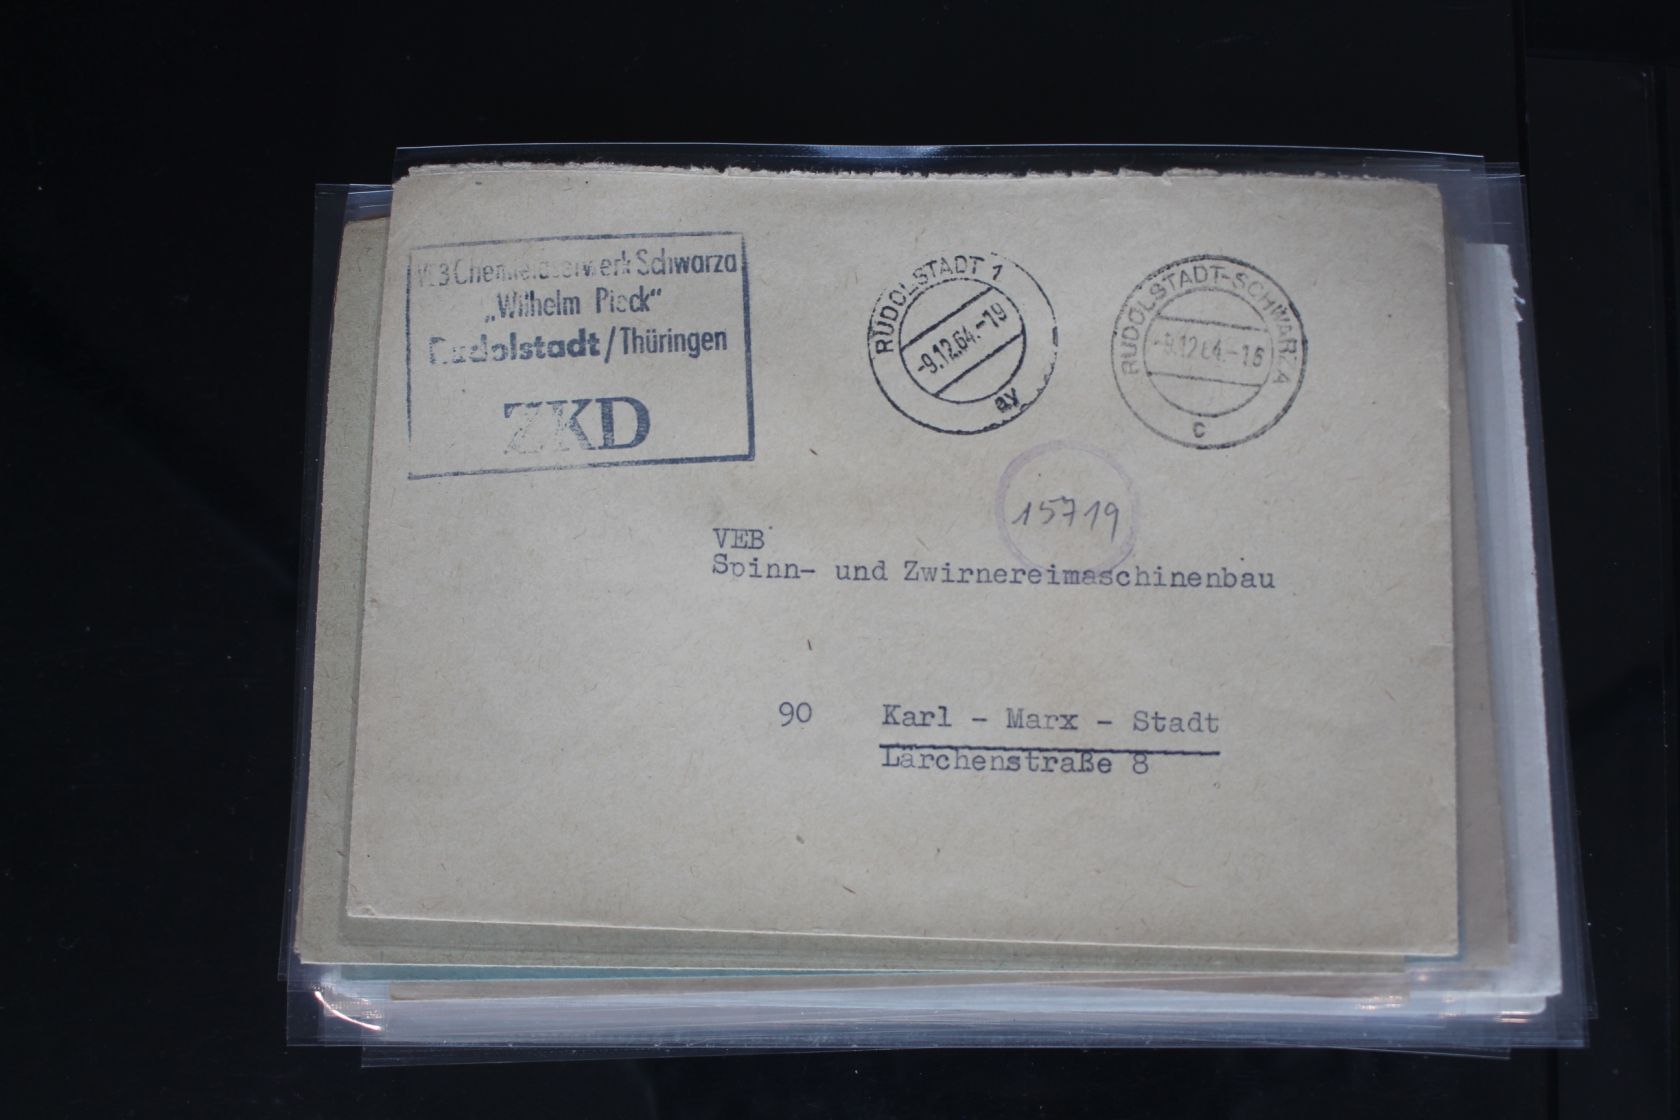 VEB Chemiefaserwerk Schwarza
„Wilhelm Pieck“
Rudolstadt/Thüringen
ZKD
RUDOLSTADT 1
-9.12.64.-19
ay
RUDOLSTADT-SCHWARZA
-9.12.64.-16
c
15719
VEB
Spinn- und Zwirnereimaschinenbau
90 Karl - Marx - Stadt
Lärchenstraße 8